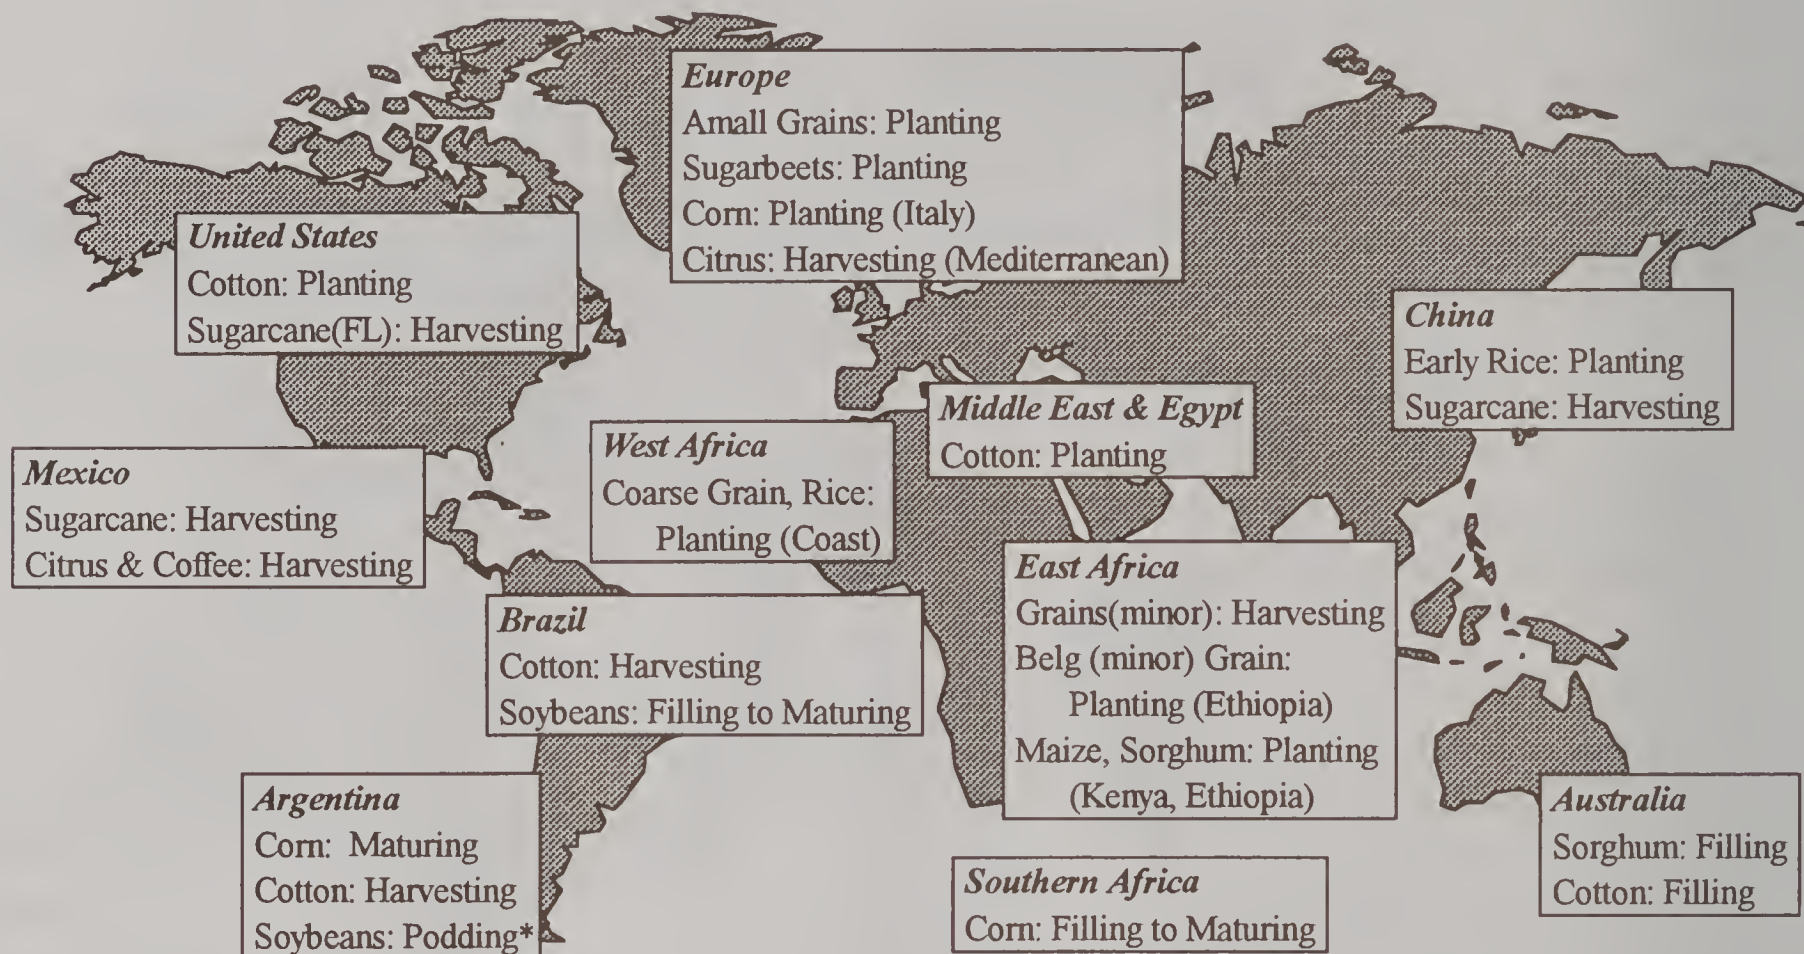 Europe
Amall Grains: Planting
Sugarbeets: Planting
Corn: Planting (Italy)
Citrus: Harvesting (Mediterranean)
United States
Cotton: Planting
Sugarcane(FL): Harvesting
China
Early Rice: Planting
Sugarcane: Harvesting
Middle East & Egypt
Cotton: Planting
West Africa
Coarse Grain, Rice:
Planting (Coast)
Mexico
Sugarcane: Harvesting
Citrus & Coffee: Harvesting
East Africa
Grains(minor): Harvesting
Belg (minor) Grain:
Planting (Ethiopia)
Maize, Sorghum: Planting
(Kenya, Ethiopia)
Brazil
Cotton: Harvesting
Soybeans: Filling to Maturing
Argentina
Corn: Maturing
Cotton: Harvesting
Soybeans: Podding*
Southern Africa
Corn: Filling to Maturing
Australia
Sorghum: Filling
Cotton: Filling